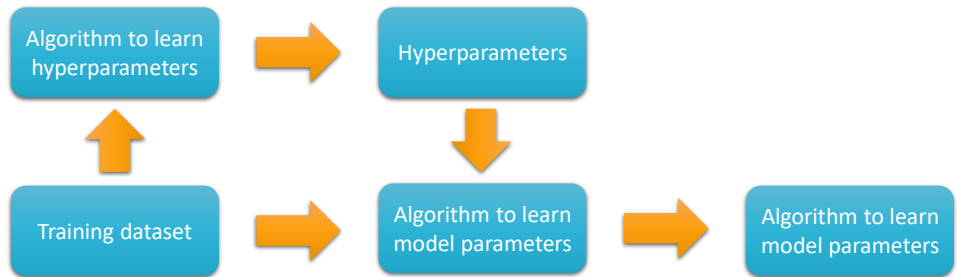 Algorithm to learn
hyperparameters
Hyperparameters
Training dataset
Algorithm to learn
model parameters
Algorithm to learn
model parameters